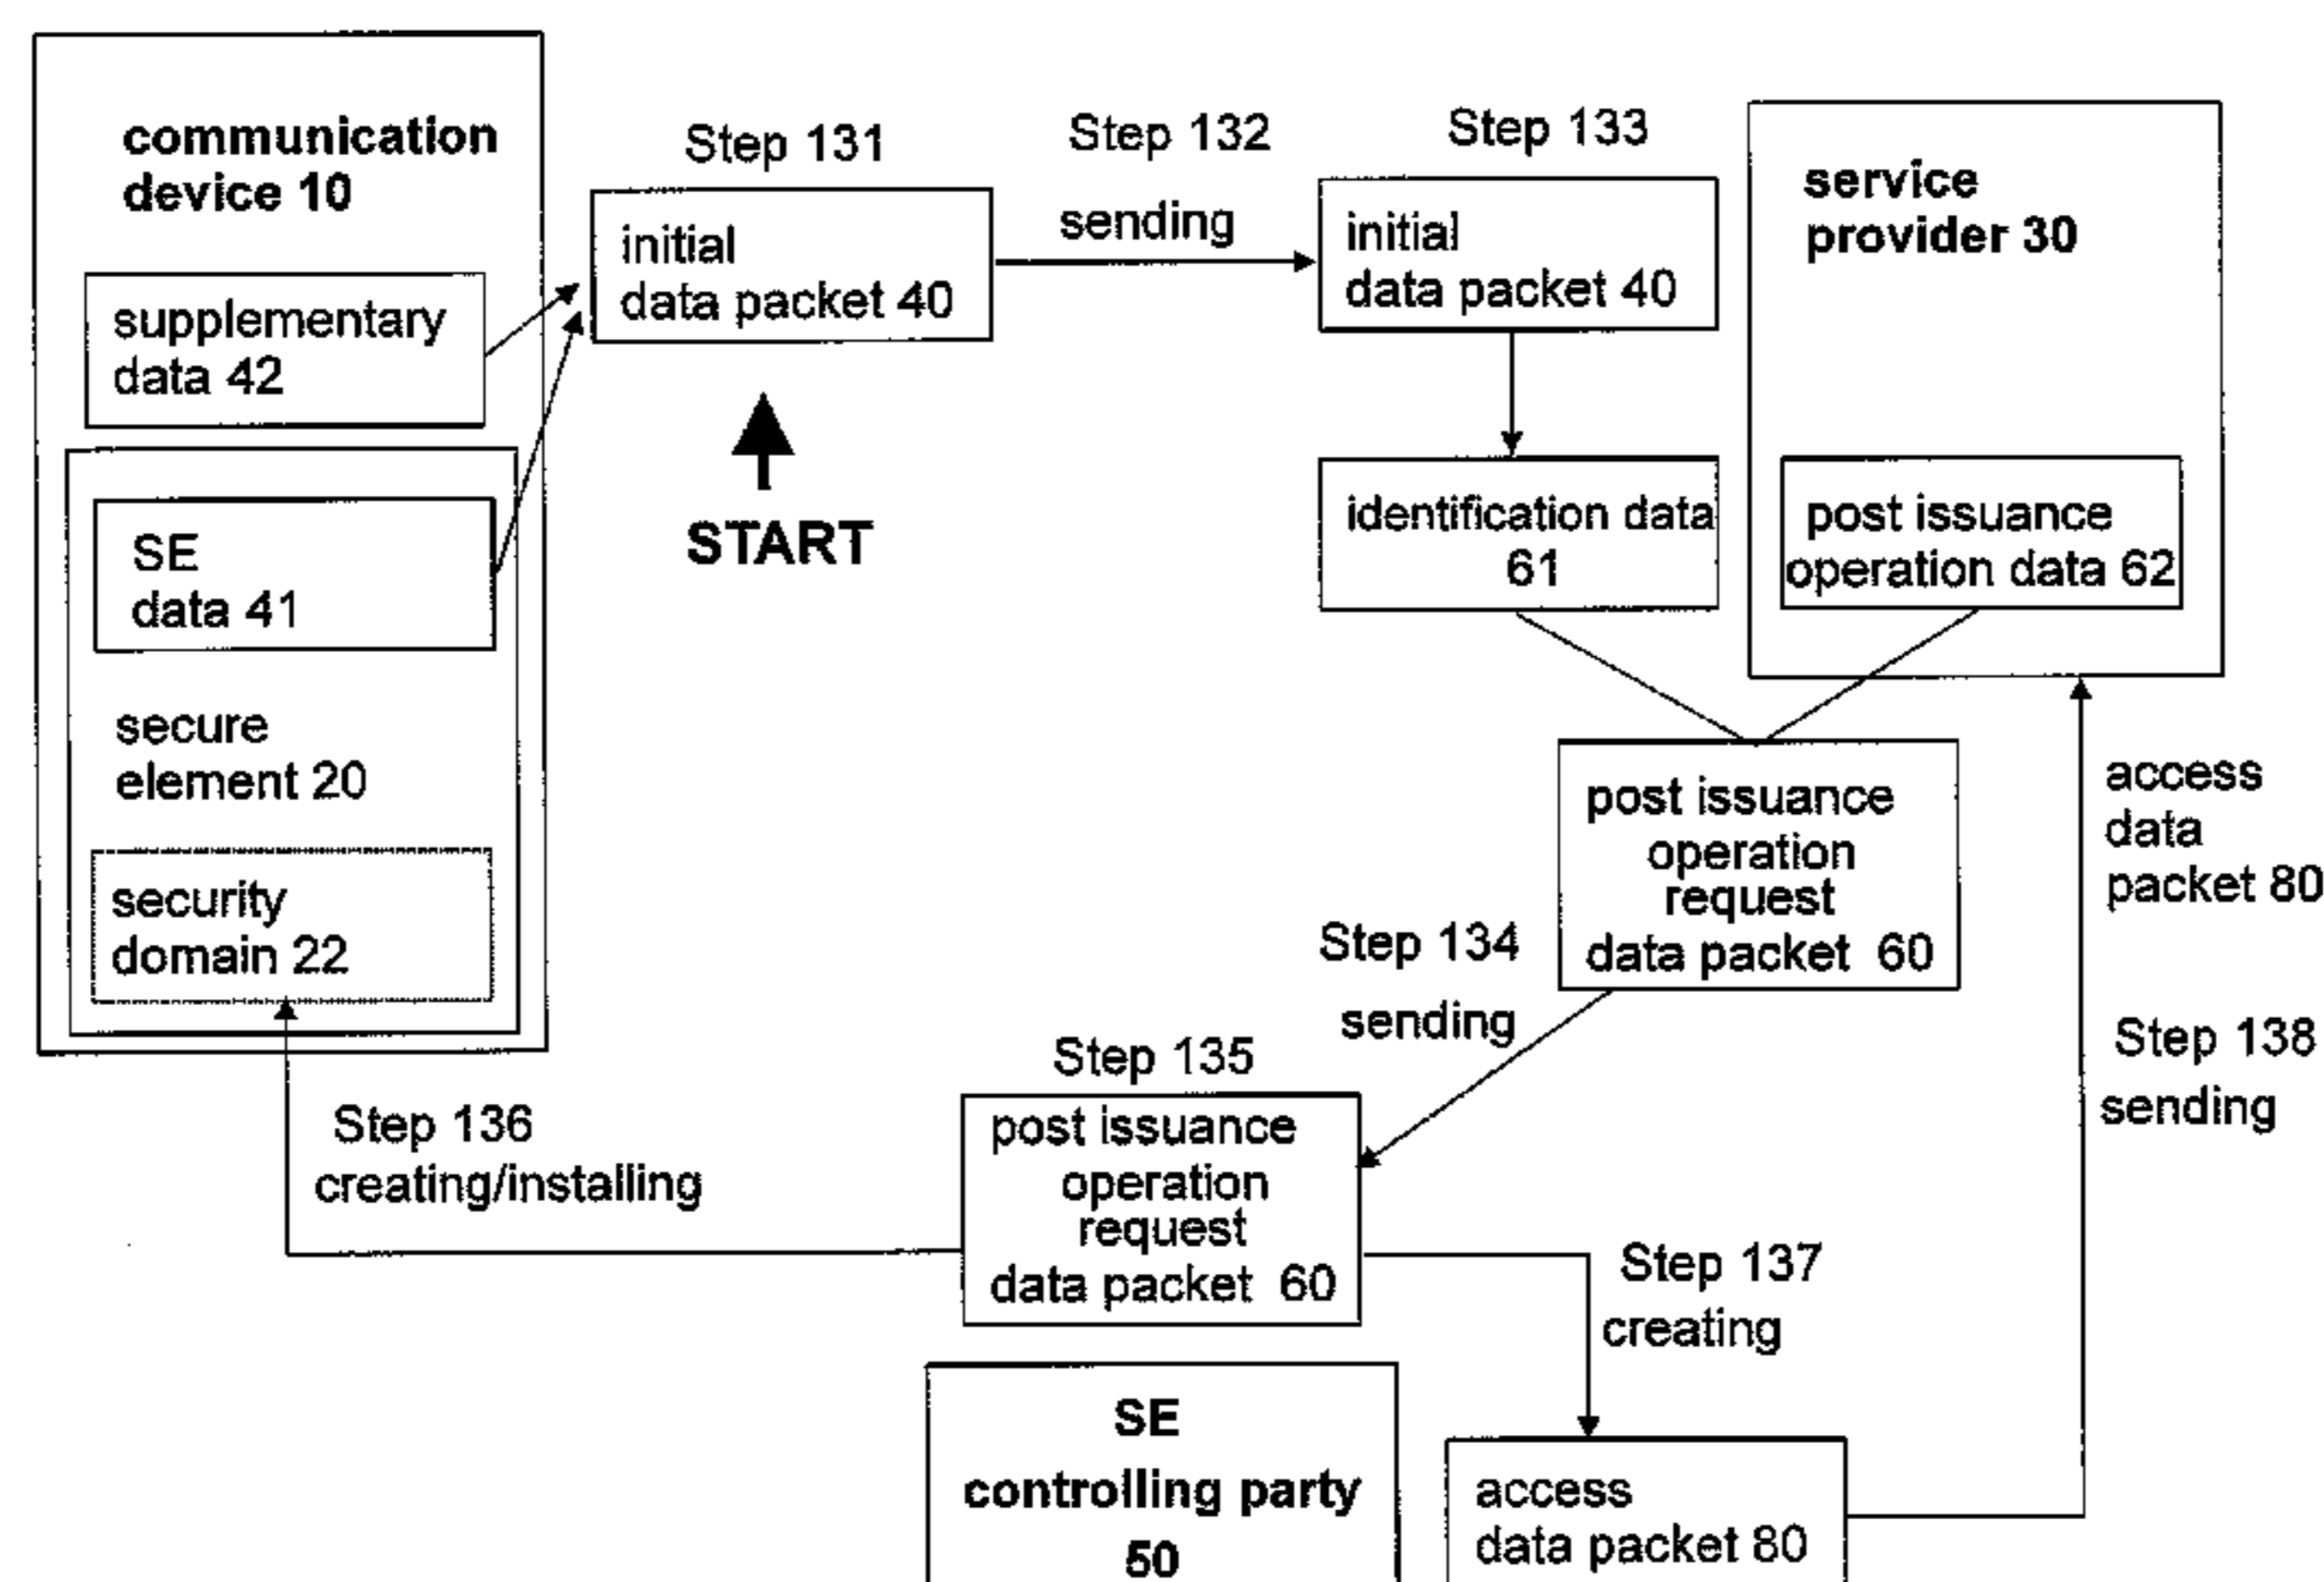 communication
device 10
supplementary
data 42
SE
data 41
secure
element 20
security
domain 22
Step 131
initial
data packet 40
START
Step 132
sending
Step 133
initial
data packet 40
identification data
61
service
provider 30
post issuance
operation data 62
post issuance
operation
request
data packet 60
access
data
packet 80
Step 134
sending
Step 138
sending
Step 135
post issuance
operation
request
data packet 60
Step 136
creating/installing
Step 137
creating
SE
controlling party
50
access
data packet 80